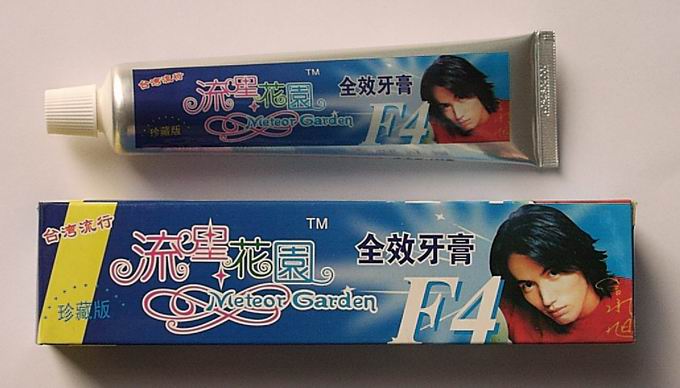 台湾流行
流星花園
TM
Meteor Garden
全效牙膏
F4
珍藏版
台湾流行
流星花園
TM
Meteor Garden
全效牙膏
F4
珍藏版